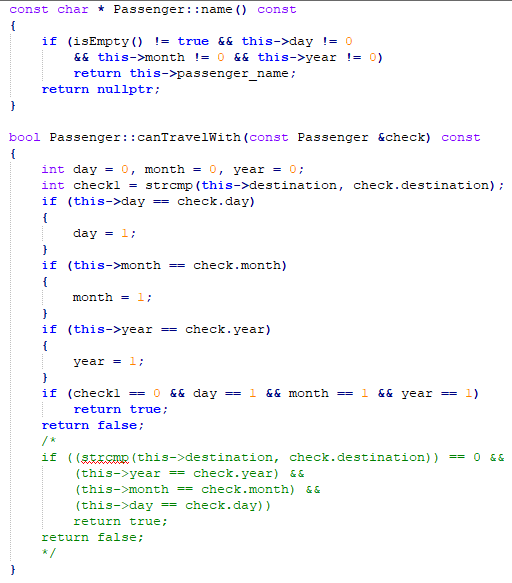 const char * Passenger::name() const
{
    if (isEmpty() != true && this->day != 0
        && this->month != 0 && this->year != 0)
        return this->passenger_name;
    return nullptr;
}

bool Passenger::canTravelWith(const Passenger &check) const
{
    int day = 0, month = 0, year = 0;
    int check1 = strcmp(this->destination, check.destination);
    if (this->day == check.day)
    {
        day = 1;
    }
    if (this->month == check.month)
    {
        month = 1;
    }
    if (this->year == check.year)
    {
        year = 1;
    }
    if (check1 == 0 && day == 1 && month == 1 && year == 1)
        return true;
    return false;
    /*
    if ((strcmp(this->destination, check.destination)) == 0 &&
        (this->year == check.year) &&
        (this->month == check.month) &&
        (this->day == check.day))
        return true;
    return false;
    */
}